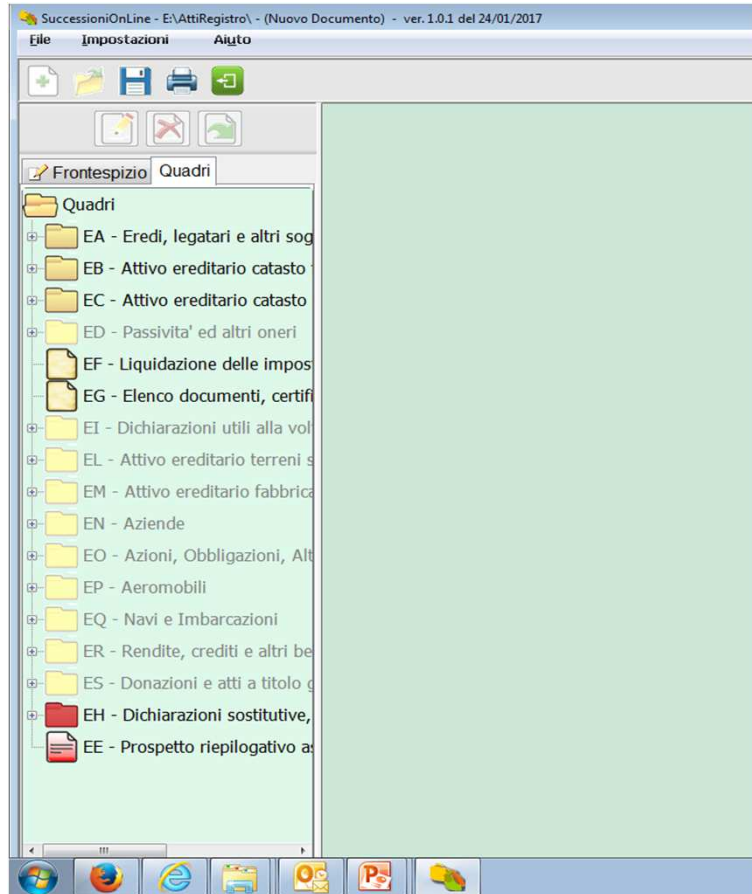 SuccessioniOnLine - E:\AttiRegistro\ - (Nuovo Documento) - ver. 1.0.1 del 24/01/2017
File Impostazioni Aiuto
Frontespizio Quadri
Quadri
EA - Eredi, legatari e altri sog
EB - Attivo ereditario catasto
EC - Attivo ereditario catasto
ED - Passivita' ed altri oneri
EF - Liquidazione delle impos
EG - Elenco documenti, certifi
EI - Dichiarazioni utili alla vol
EL - Attivo ereditario terreni s
EM - Attivo ereditario fabbrica
EN - Aziende
EO - Azioni, Obbligazioni, Alt
EP - Aeromobili
EQ - Navi e Imbarcazioni
ER - Rendite, crediti e altri be
ES - Donazioni e atti a titolo g
EH - Dichiarazioni sostitutive,
EE - Prospetto riepilogativo as